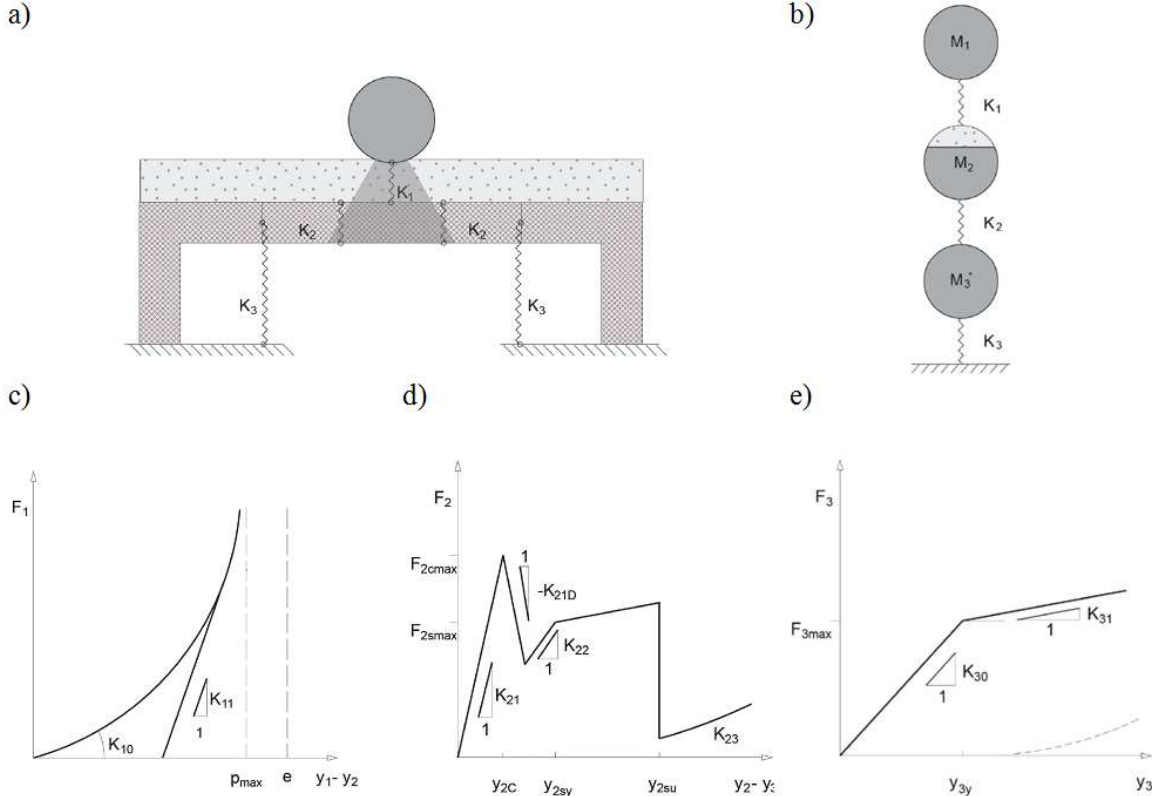 a)
K1
K2 K2
K3 K3
b)
M1
K1
M2
K2
M3*
K3
c)
F1
K10
K11
1
pmax e y1- y2
d)
F2
F2cmax
F2smax
1
-K21D
K22
1
K21
1
K23
y2C y2sy y2su y2- y3
e)
F3
F3max
K31
1
K30
1
y3y y3